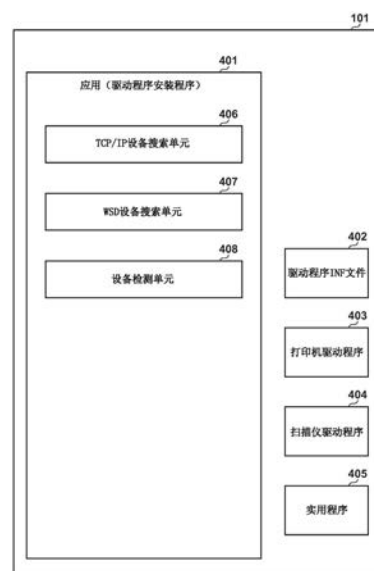 101
401
应用（驱动程序安装程序）
406
TCP/IP设备搜索单元
407
WSD设备搜索单元
408
设备检测单元
402
驱动程序INF文件
403
打印机驱动程序
404
扫描仪驱动程序
405
实用程序